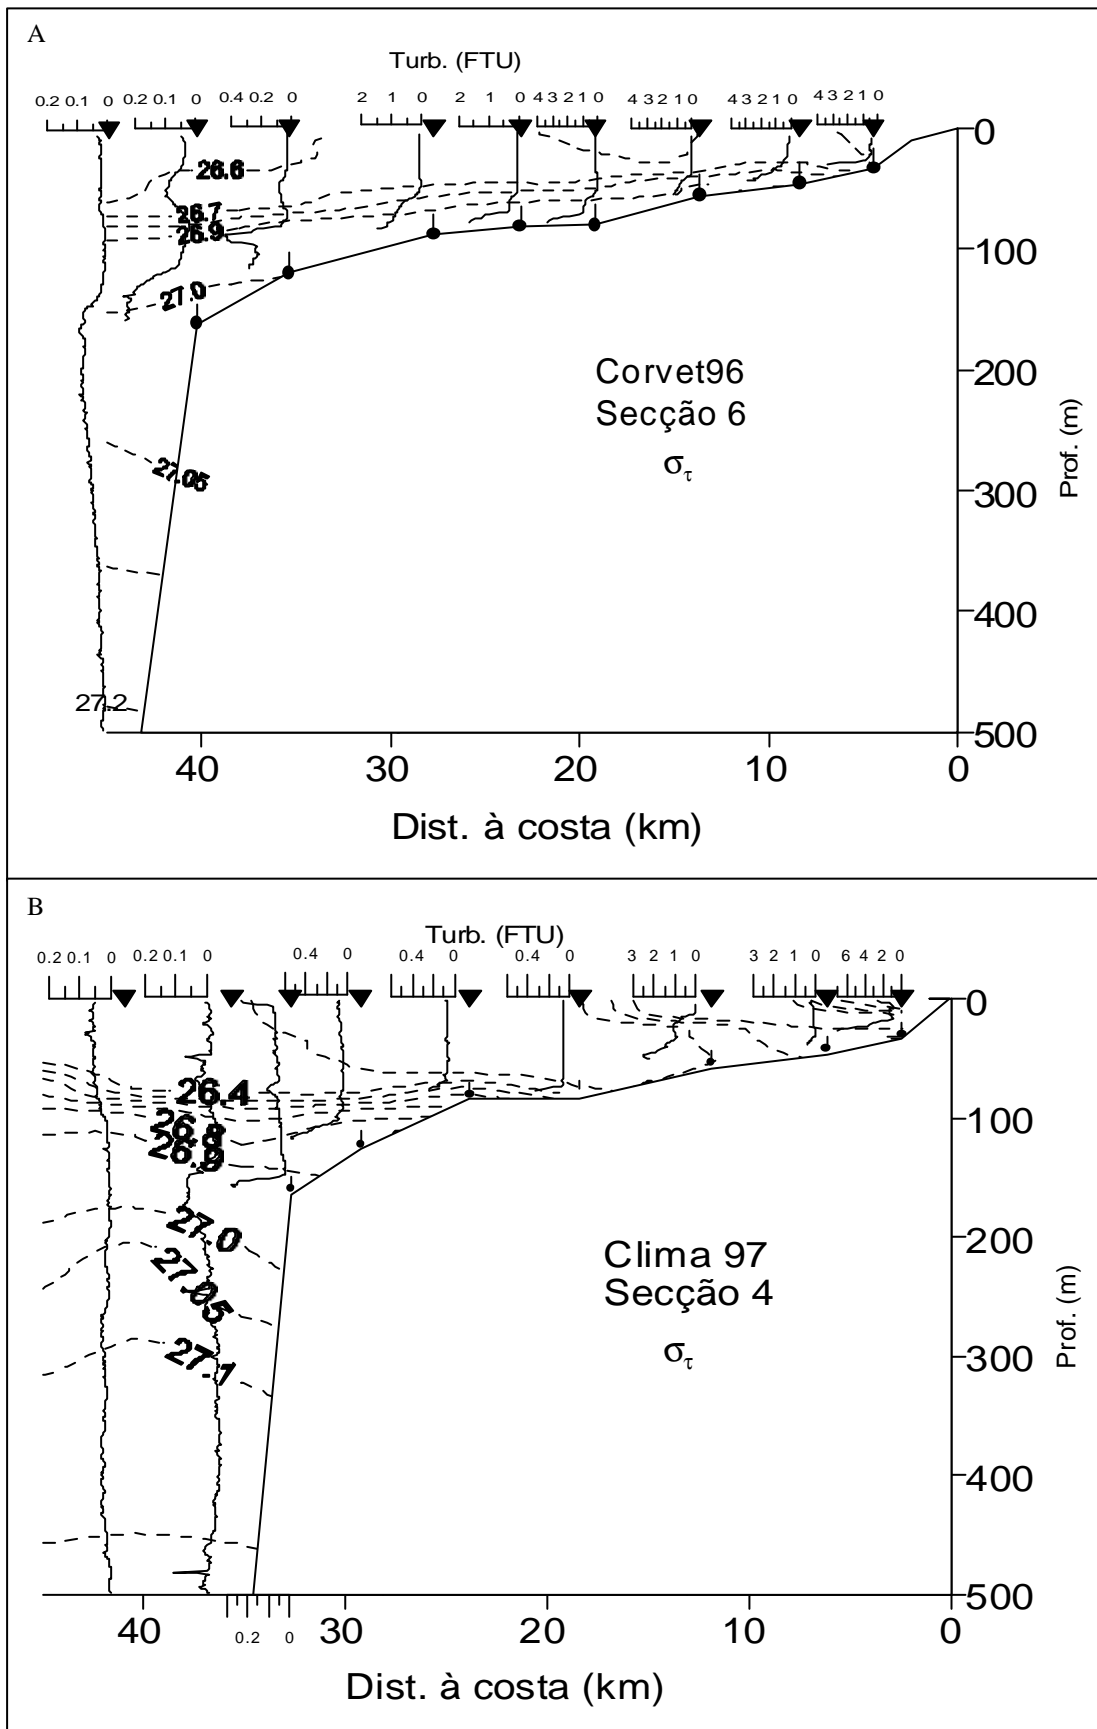 A
Turb. (FTU)
0.2 0.1 0 0.2 0.1 0 0.4 0.2 0 2 1 0 2 1 0 4 3 2 1 0 4 3 2 1 0 4 3 2 1 0 4 3 2 1 0
0
26.6
26.7
26.9
100
27.0
200
Corvet96
Secção 6
στ
Prof. (m)
27.05
300
400
27.2
500
40 30 20 10 0
Dist. à costa (km)
B
Turb. (FTU)
0.2 0.1 0 0.2 0.1 0 0.4 0 0.4 0 0.4 0 3 2 1 0 3 2 1 0 6 4 2 0
0
26.4
100
26.9
27.0
200
Clima 97
Secção 4
στ
Prof. (m)
27.05
27.1
300
400
500
40 0.2 0 30 20 10 0
Dist. à costa (km)